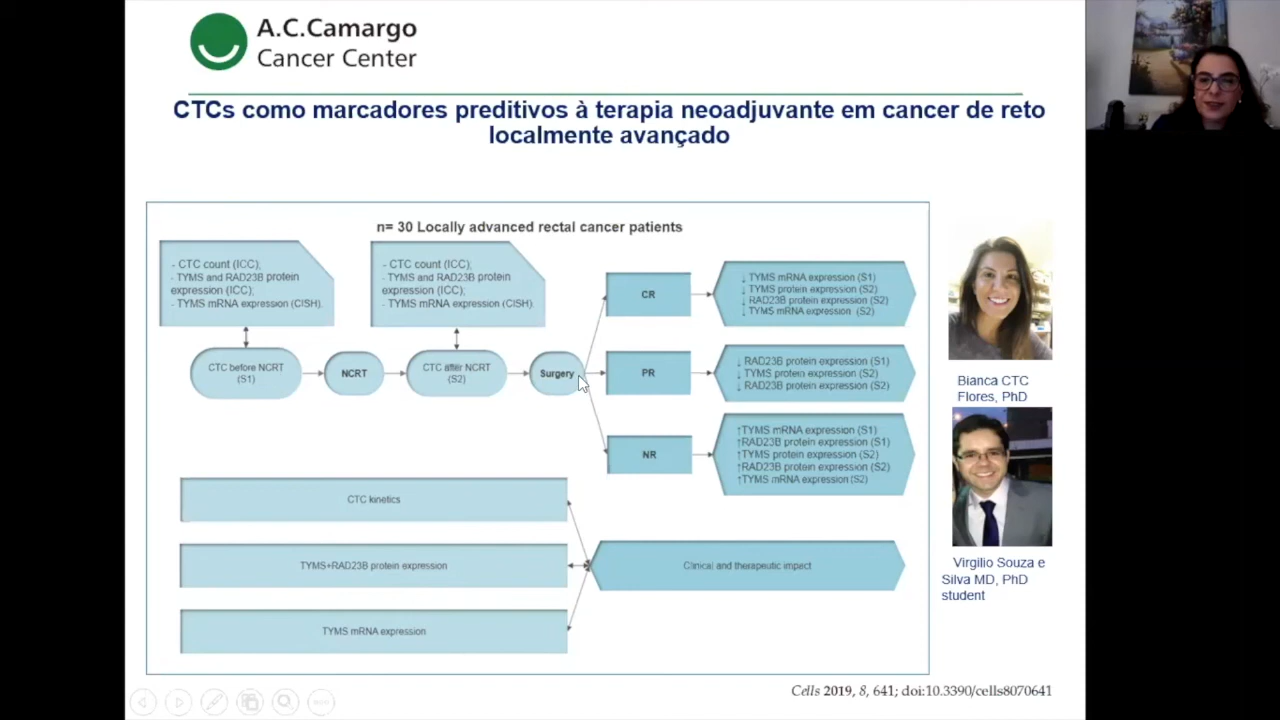 A.C.Camargo
Cancer Center
CTCs como marcadores preditivos à terapia neoadjuvante em cancer de reto
localmente avançado
n= 30 Locally advanced rectal cancer patients
- CTC count (ICC);
- TYMS and RAD23B protein
expression (ICC);
- TYMS mRNA expression (CISH).
- CTC count (ICC);
- TYMS and RAD23B protein
expression (ICC);
- TYMS mRNA expression (CISH).
CTC before NCRT
(S1)
NCRT
CTC after NCRT
(S2)
Surgery
CR
↓ TYMS mRNA expression (S1)
↓ TYMS protein expression (S2)
↓ RAD23B protein expression (S2)
↓ TYMS mRNA expression (S2)
PR
↓ RAD23B protein expression (S1)
↓ TYMS protein expression (S2)
↓ RAD23B protein expression (S2)
NR
↑TYMS mRNA expression (S1)
↑RAD23B protein expression (S1)
↑TYMS protein expression (S2)
↑RAD23B protein expression (S2)
↑TYMS mRNA expression (S2)
CTC kinetics
TYMS+RAD23B protein expression
TYMS mRNA expression
Clinical and therapeutic impact
Bianca CTC
Flores, PhD
Virgilio Souza e
Silva MD, PhD
student
Cells 2019, 8, 641; doi:10.3390/cells8070641